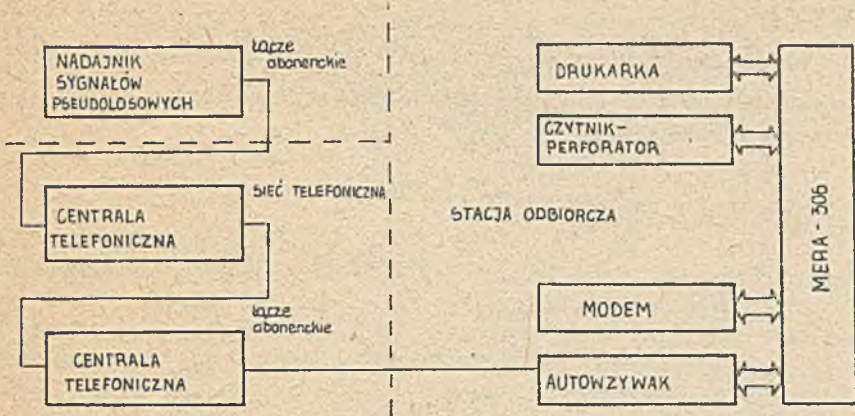 NADAJNIK
SYGNAŁÓW
PSEUDOLOSOWYCH
łącze
abonenckie
CENTRALA
TELEFONICZNA
SIEĆ TELEFONICZNA
łącze
abonenckie
CENTRALA
TELEFONICZNA
STACJA ODBIORCZA
DRUKARKA
CZYTNIK-
PERFORATOR
MODEM
AUTOWZYWAK
MERA - 306